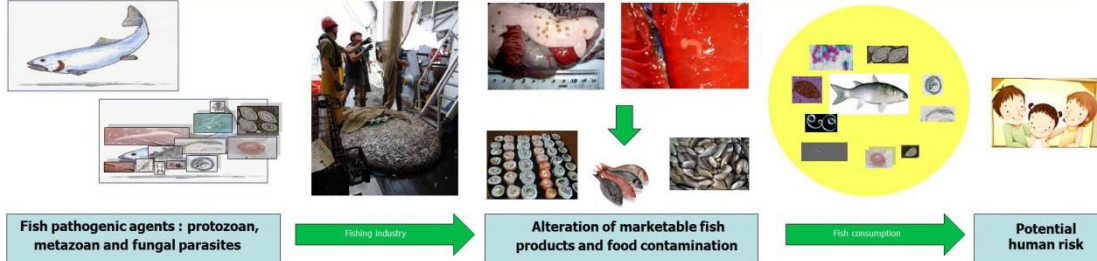 Fish pathogenic agents : protozoan,
metazoan and fungal parasites
Fishing industry
Alteration of marketable fish
products and food contamination
Fish consumption
Potential
human risk